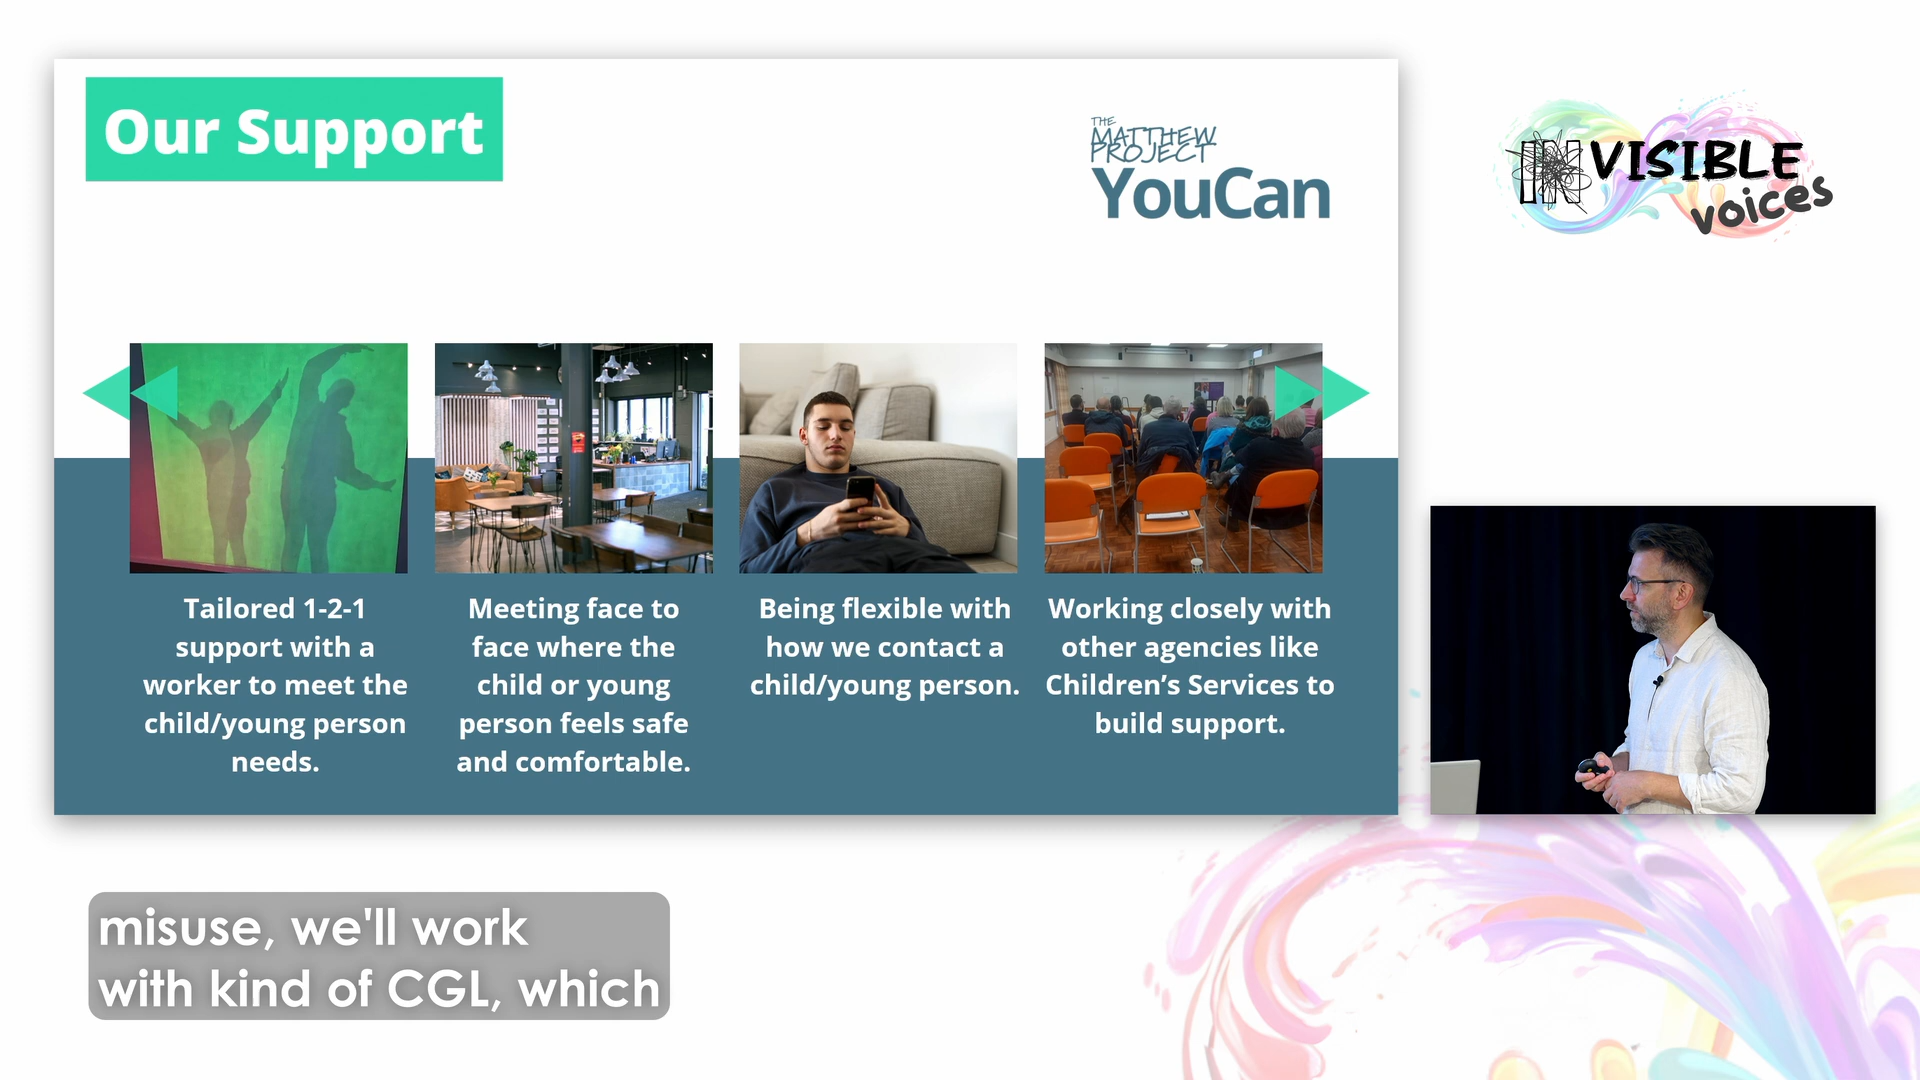 Our Support
THE
MATTHEW
PROJECT
YouCan
INVISIBLE
voices
Tailored 1-2-1
support with a
worker to meet the
child/young person
needs.
Meeting face to
face where the
child or young
person feels safe
and comfortable.
Being flexible with
how we contact a
child/young person.
Working closely with
other agencies like
Children’s Services to
build support.
misuse, we'll work
with kind of CGL, which